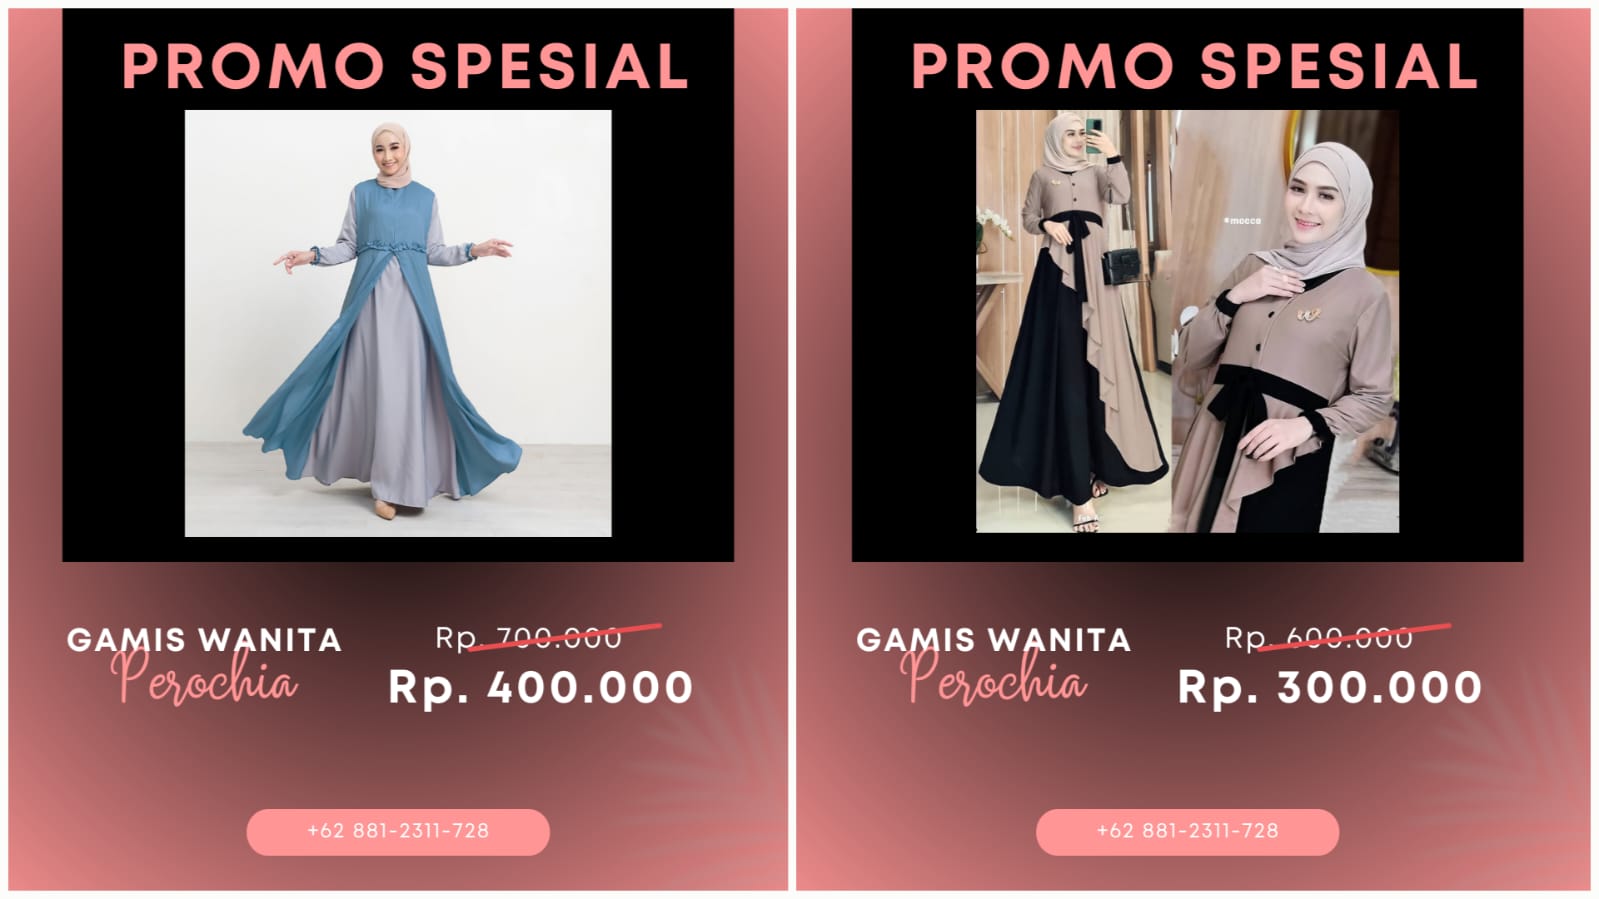 PROMO SPESIAL
GAMIS WANITA
Perochia
Rp. 700.000
Rp. 400.000
+62 881-2311-728
PROMO SPESIAL
mocco
GAMIS WANITA
Perochia
Rp. 600.000
Rp. 300.000
+62 881-2311-728